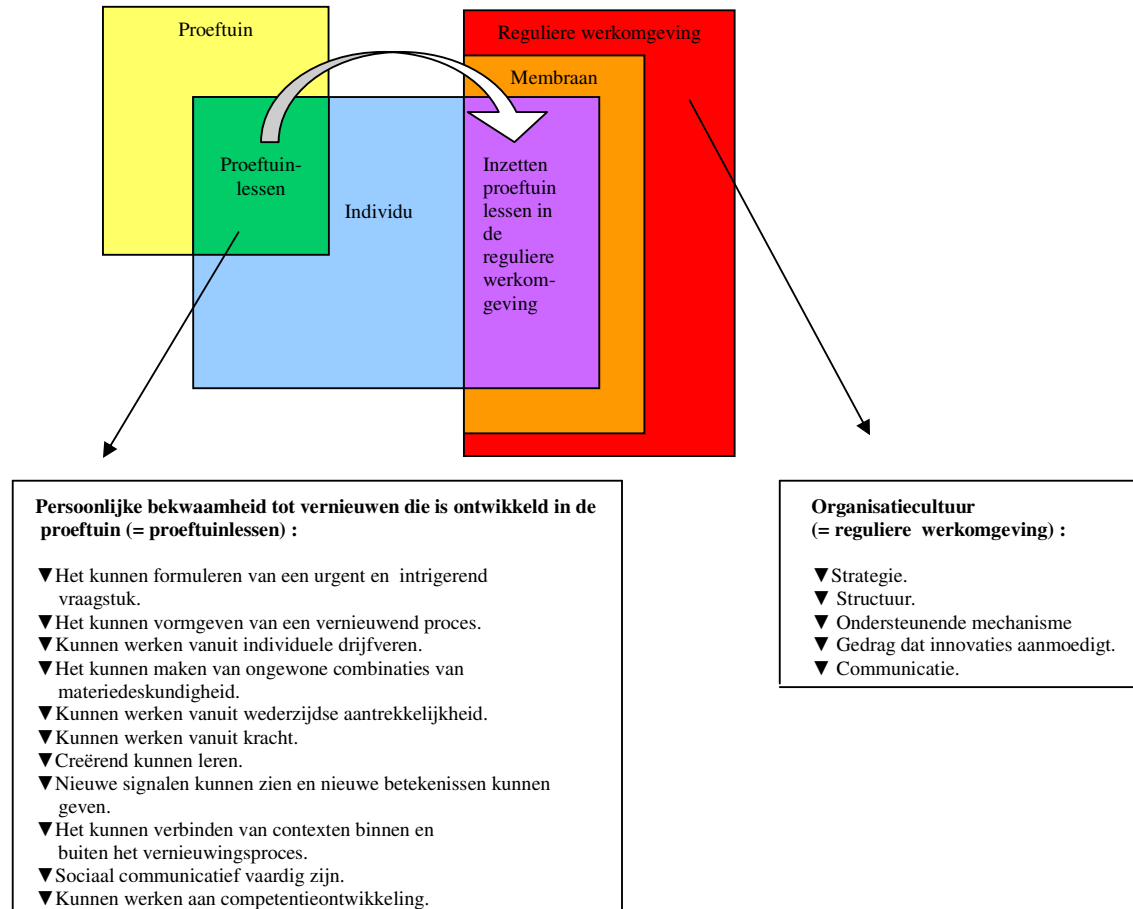 Proeftuin
Reguliere werkomgeving
Membraan
Proeftuin-
lessen
Individu
Inzetten
proeftuin
lessen in
de
reguliere
werkom-
geving
Persoonlijke bekwaamheid tot vernieuwen die is ontwikkeld in de
proeftuin (= proeftuinlessen) :
▼Het kunnen formuleren van een urgent en intrigerend
vraagstuk.
▼Het kunnen vormgeven van een vernieuwend proces.
▼Kunnen werken vanuit individuele drijfveren.
▼Het kunnen maken van ongewone combinaties van
materiedeskundigheid.
▼Kunnen werken vanuit wederzijdse aantrekkelijkheid.
▼Kunnen werken vanuit kracht.
▼Creërend kunnen leren.
▼Nieuwe signalen kunnen zien en nieuwe betekenissen kunnen
geven.
▼Het kunnen verbinden van contexten binnen en
buiten het vernieuwingsproces.
▼Sociaal communicatief vaardig zijn.
▼Kunnen werken aan competentieontwikkeling.
Organisatiecultuur
(= reguliere werkomgeving) :
▼Strategie.
▼ Structuur.
▼ Ondersteunende mechanisme
▼ Gedrag dat innovaties aanmoedigt.
▼ Communicatie.